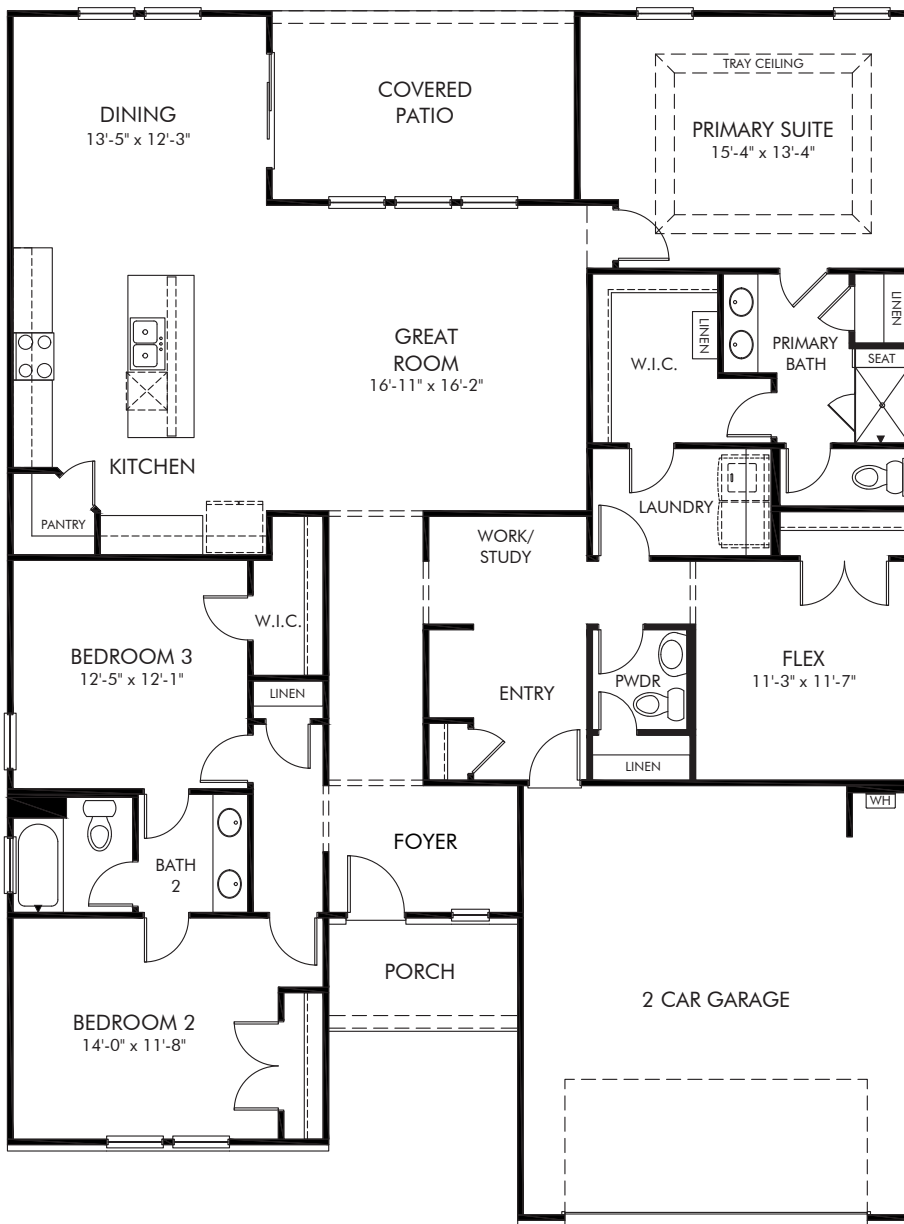 DINING
13'-5" x 12'-3"
COVERED
PATIO
TRAY CEILING
PRIMARY SUITE
15'-4" x 13'-4"
GREAT
ROOM
16'-11" x 16'-2"
W.I.C.
LINEN
PRIMARY
BATH
LINEN
SEAT
KITCHEN
PANTRY
LAUNDRY
WORK/
STUDY
W.I.C.
BEDROOM 3
12'-5" x 12'-1"
LINEN
ENTRY
PWDR
FLEX
11'-3" x 11'-7"
LINEN
WH
BATH
2
FOYER
PORCH
2 CAR GARAGE
BEDROOM 2
14'-0" x 11'-8"